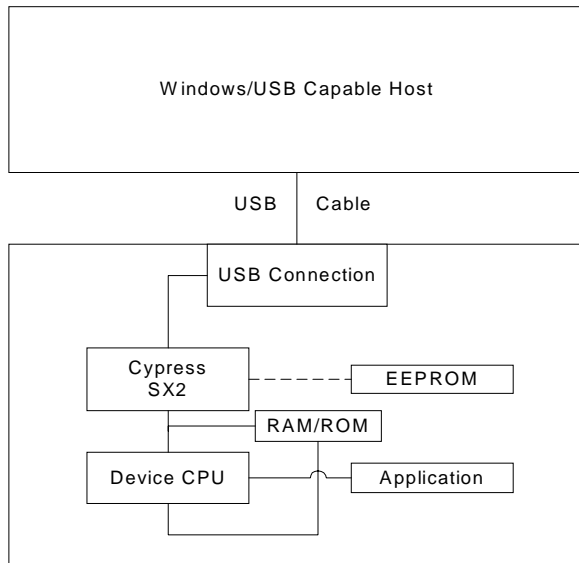 Windows/USB Capable Host
USB Cable
USB Connection
Cypress
SX2
EEPROM
RAM/ROM
Device CPU
Application